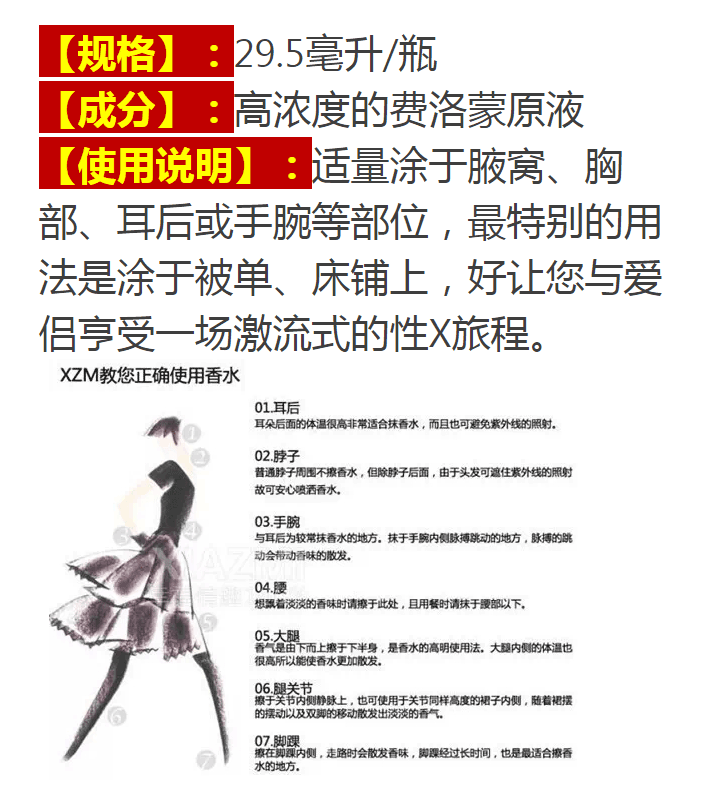 【规格】：29.5毫升/瓶
【成分】：高浓度的费洛蒙原液
【使用说明】：适量涂于腋窝、胸
部、耳后或手腕等部位，最特别的用
法是涂于被单、床铺上，好让您与爱
侣享受一场激流式的性X旅程。
XZM教您正确使用香水
01.耳后
耳朵后面的体温很高非常适合抹香水，而且也可避免紫外线的照射。
02.脖子
普通脖子周围不擦香水，但除脖子后面，由于头发可遮住紫外线的照射
故可安心喷洒香水。
03.手腕
与耳后为较常抹香水的地方。抹于手腕内侧脉搏跳动的地方，脉搏的跳
动会带动香味的散发。
04.腰
想飘着淡淡的香味时请擦于此处，且用餐时请抹于腰部以下。
05.大腿
香气是由下而上擦于下半身，是香水的高明使用法。大腿内侧的体温也
很高所以能使香水更加散发。
06.腿关节
擦于关节内侧静脉上，也可使用于关节同样高度的裙子内侧，随着裙摆
的摆动以及双脚的移动散发出淡淡的香气。
07.脚踝
擦在脚踝内侧，走路时会散发香味，脚踝经过长时间，也是最适合擦香
水的地方。
1
2
3
4
5
6
7